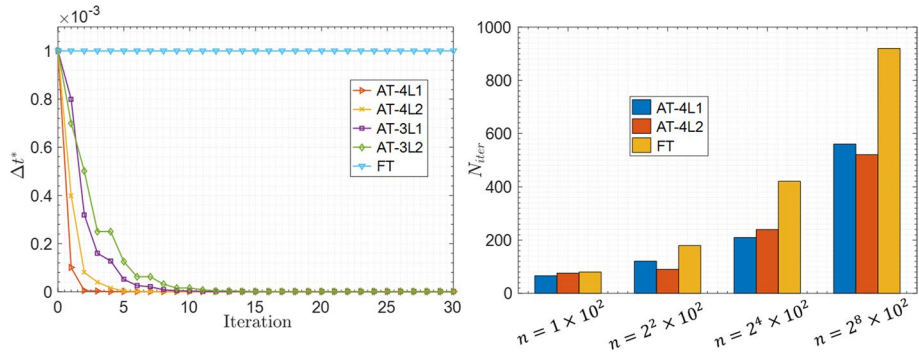 ×10⁻³
1
0.8
0.6
0.4
0.2
0
Δt*
0 5 10 15 20 25 30
Iteration
AT-4L1
AT-4L2
AT-3L1
AT-3L2
FT
1000
800
600
400
200
0
N_iter
AT-4L1
AT-4L2
FT
n = 1 × 10²
n = 2² × 10²
n = 2⁴ × 10²
n = 2⁸ × 10²